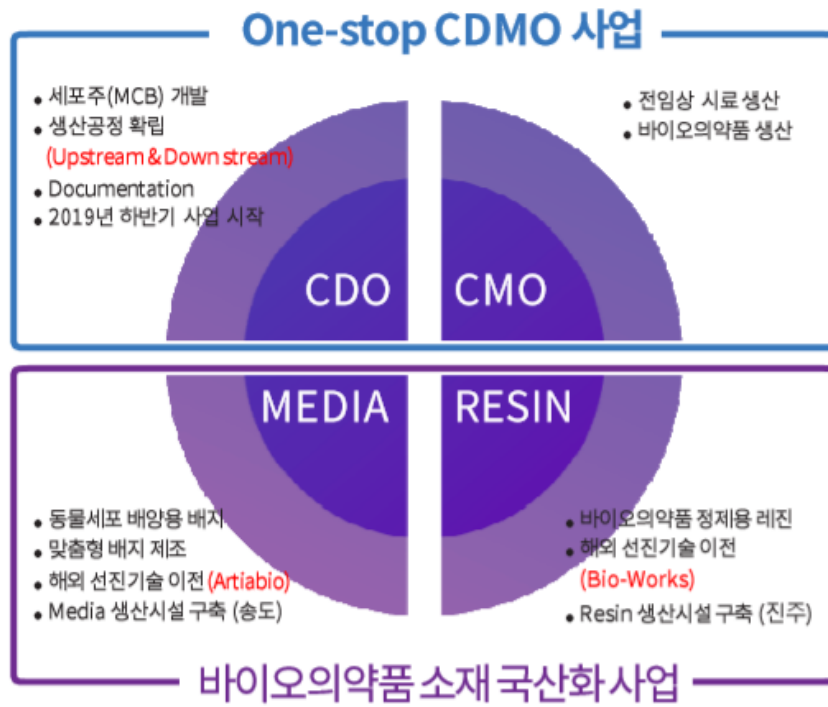 One-stop CDMO 사업
• 세포주(MCB) 개발
• 생산공정 확립
(Upstream & Down stream)
• Documentation
• 2019년 하반기 사업 시작
• 전임상 시료 생산
• 바이오의약품 생산
CDO
CMO
MEDIA
RESIN
• 동물세포 배양용 배지
• 맞춤형 배지 제조
• 해외 선진기술 이전 (Artiabio)
• Media 생산시설 구축 (송도)
• 바이오의약품 정제용 레진
• 해외 선진기술 이전
(Bio-Works)
• Resin 생산시설 구축 (진주)
바이오의약품 소재 국산화 사업